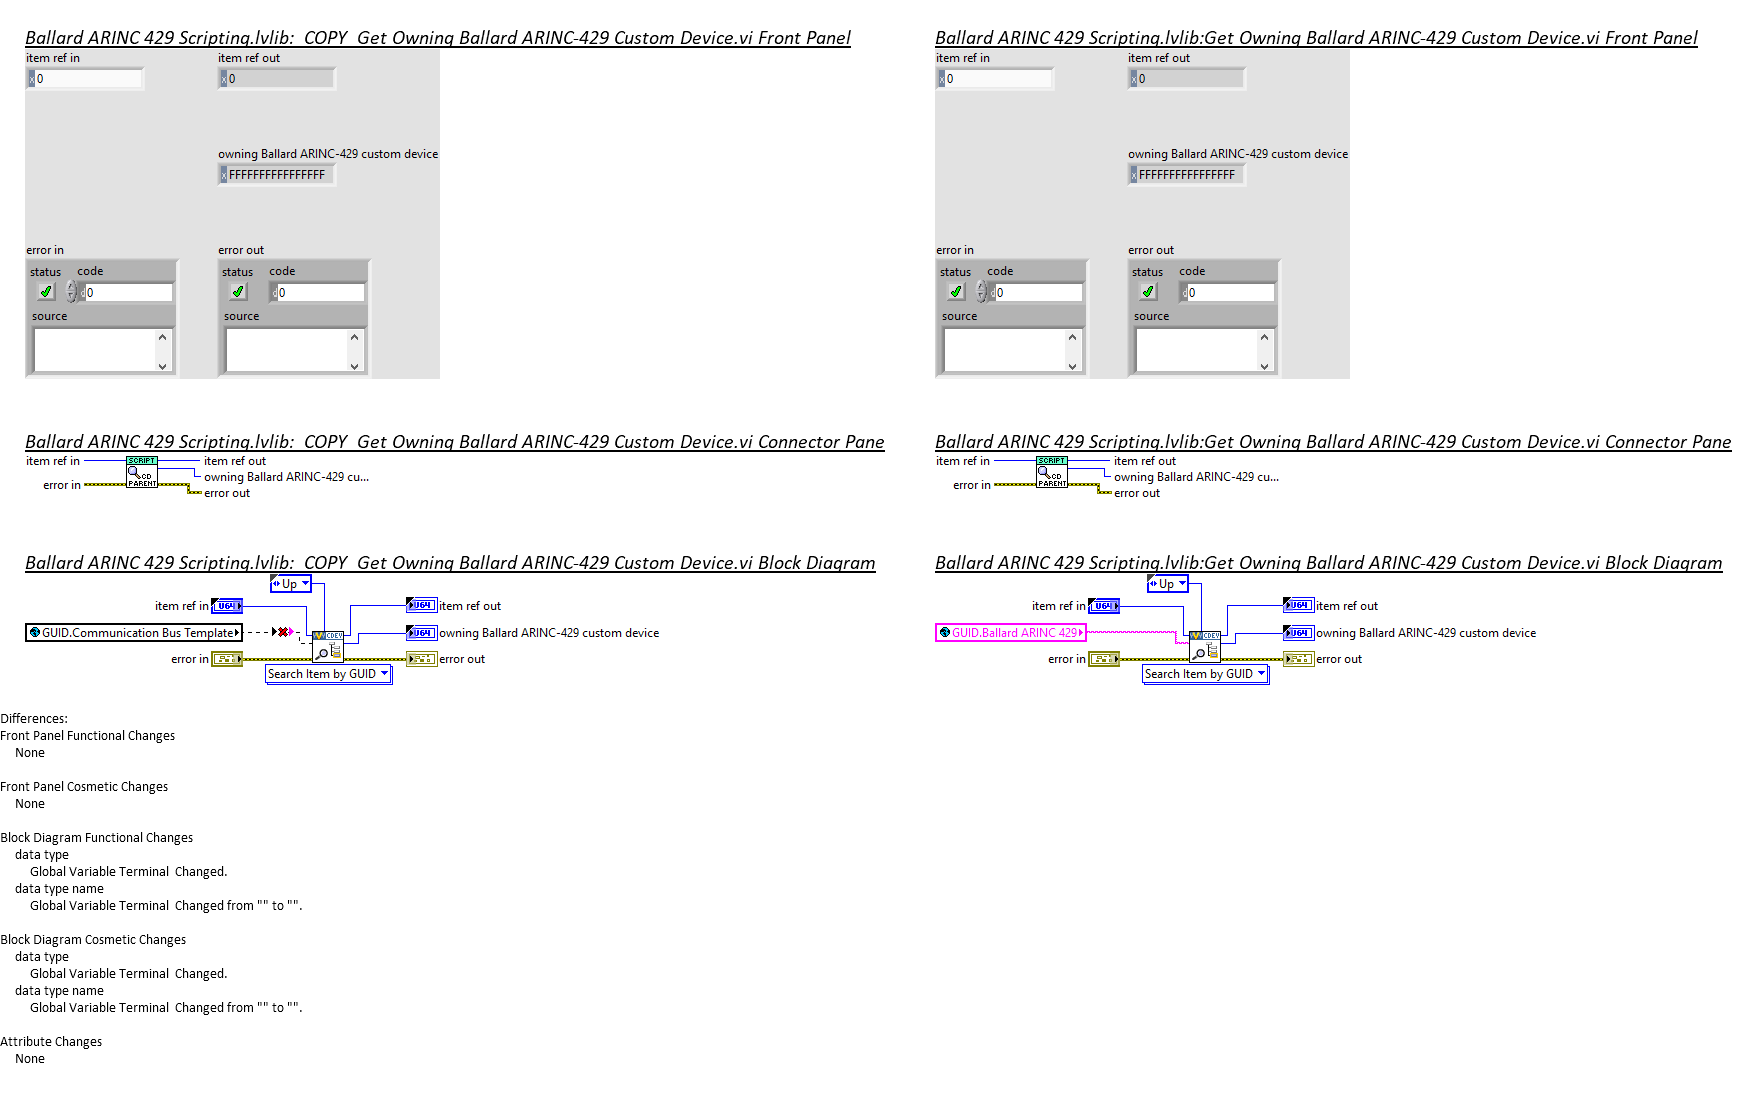 Ballard ARINC 429 Scripting.lvlib:  COPY  Get Owning Ballard ARINC-429 Custom Device.vi Front Panel
item ref in
item ref out
x 0
x 0
owning Ballard ARINC-429 custom device
x FFFFFFFFFFFFFFFF
error in
error out
status code
status code
d 0
d 0
source
source
Ballard ARINC 429 Scripting.lvlib:Get Owning Ballard ARINC-429 Custom Device.vi Front Panel
item ref in
item ref out
x 0
x 0
owning Ballard ARINC-429 custom device
x FFFFFFFFFFFFFFFF
error in
error out
status code
status code
d 0
d 0
source
source
Ballard ARINC 429 Scripting.lvlib:  COPY  Get Owning Ballard ARINC-429 Custom Device.vi Connector Pane
item ref in
SCRIPT
item ref out
CD
owning Ballard ARINC-429 cu...
error in
PARENT
error out
Ballard ARINC 429 Scripting.lvlib:Get Owning Ballard ARINC-429 Custom Device.vi Connector Pane
item ref in
SCRIPT
item ref out
CD
owning Ballard ARINC-429 cu...
error in
PARENT
error out
Ballard ARINC 429 Scripting.lvlib:  COPY  Get Owning Ballard ARINC-429 Custom Device.vi Block Diagram
Up
item ref in U64
U64 item ref out
GUID.Communication Bus Template
CDEV
U64 owning Ballard ARINC-429 custom device
error in
error out
Search Item by GUID
Ballard ARINC 429 Scripting.lvlib:Get Owning Ballard ARINC-429 Custom Device.vi Block Diagram
Up
item ref in U64
U64 item ref out
GUID.Ballard ARINC 429
CDEV
U64 owning Ballard ARINC-429 custom device
error in
error out
Search Item by GUID
Differences:
Front Panel Functional Changes
None
Front Panel Cosmetic Changes
None
Block Diagram Functional Changes
data type
Global Variable Terminal  Changed.
data type name
Global Variable Terminal  Changed from "" to "".
Block Diagram Cosmetic Changes
data type
Global Variable Terminal  Changed.
data type name
Global Variable Terminal  Changed from "" to "".
Attribute Changes
None